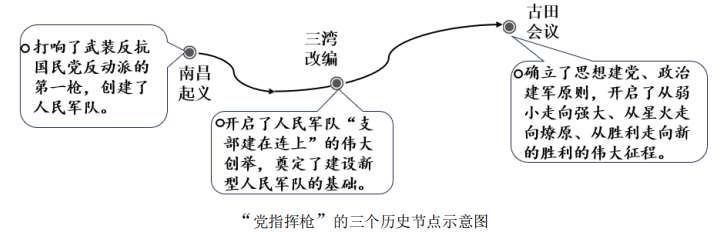 打响了武装反抗
国民党反动派的
第一枪，创建了
人民军队。
南昌
起义
三湾
改编
开启了人民军队“支
部建在连上”的伟大
创举，奠定了建设新
型人民军队的基础。
古田
会议
确立了思想建党、政治
建军原则，开启了从弱
小走向强大、从星火走
向燎原、从胜利走向新
的胜利的伟大征程。
“党指挥枪”的三个历史节点示意图